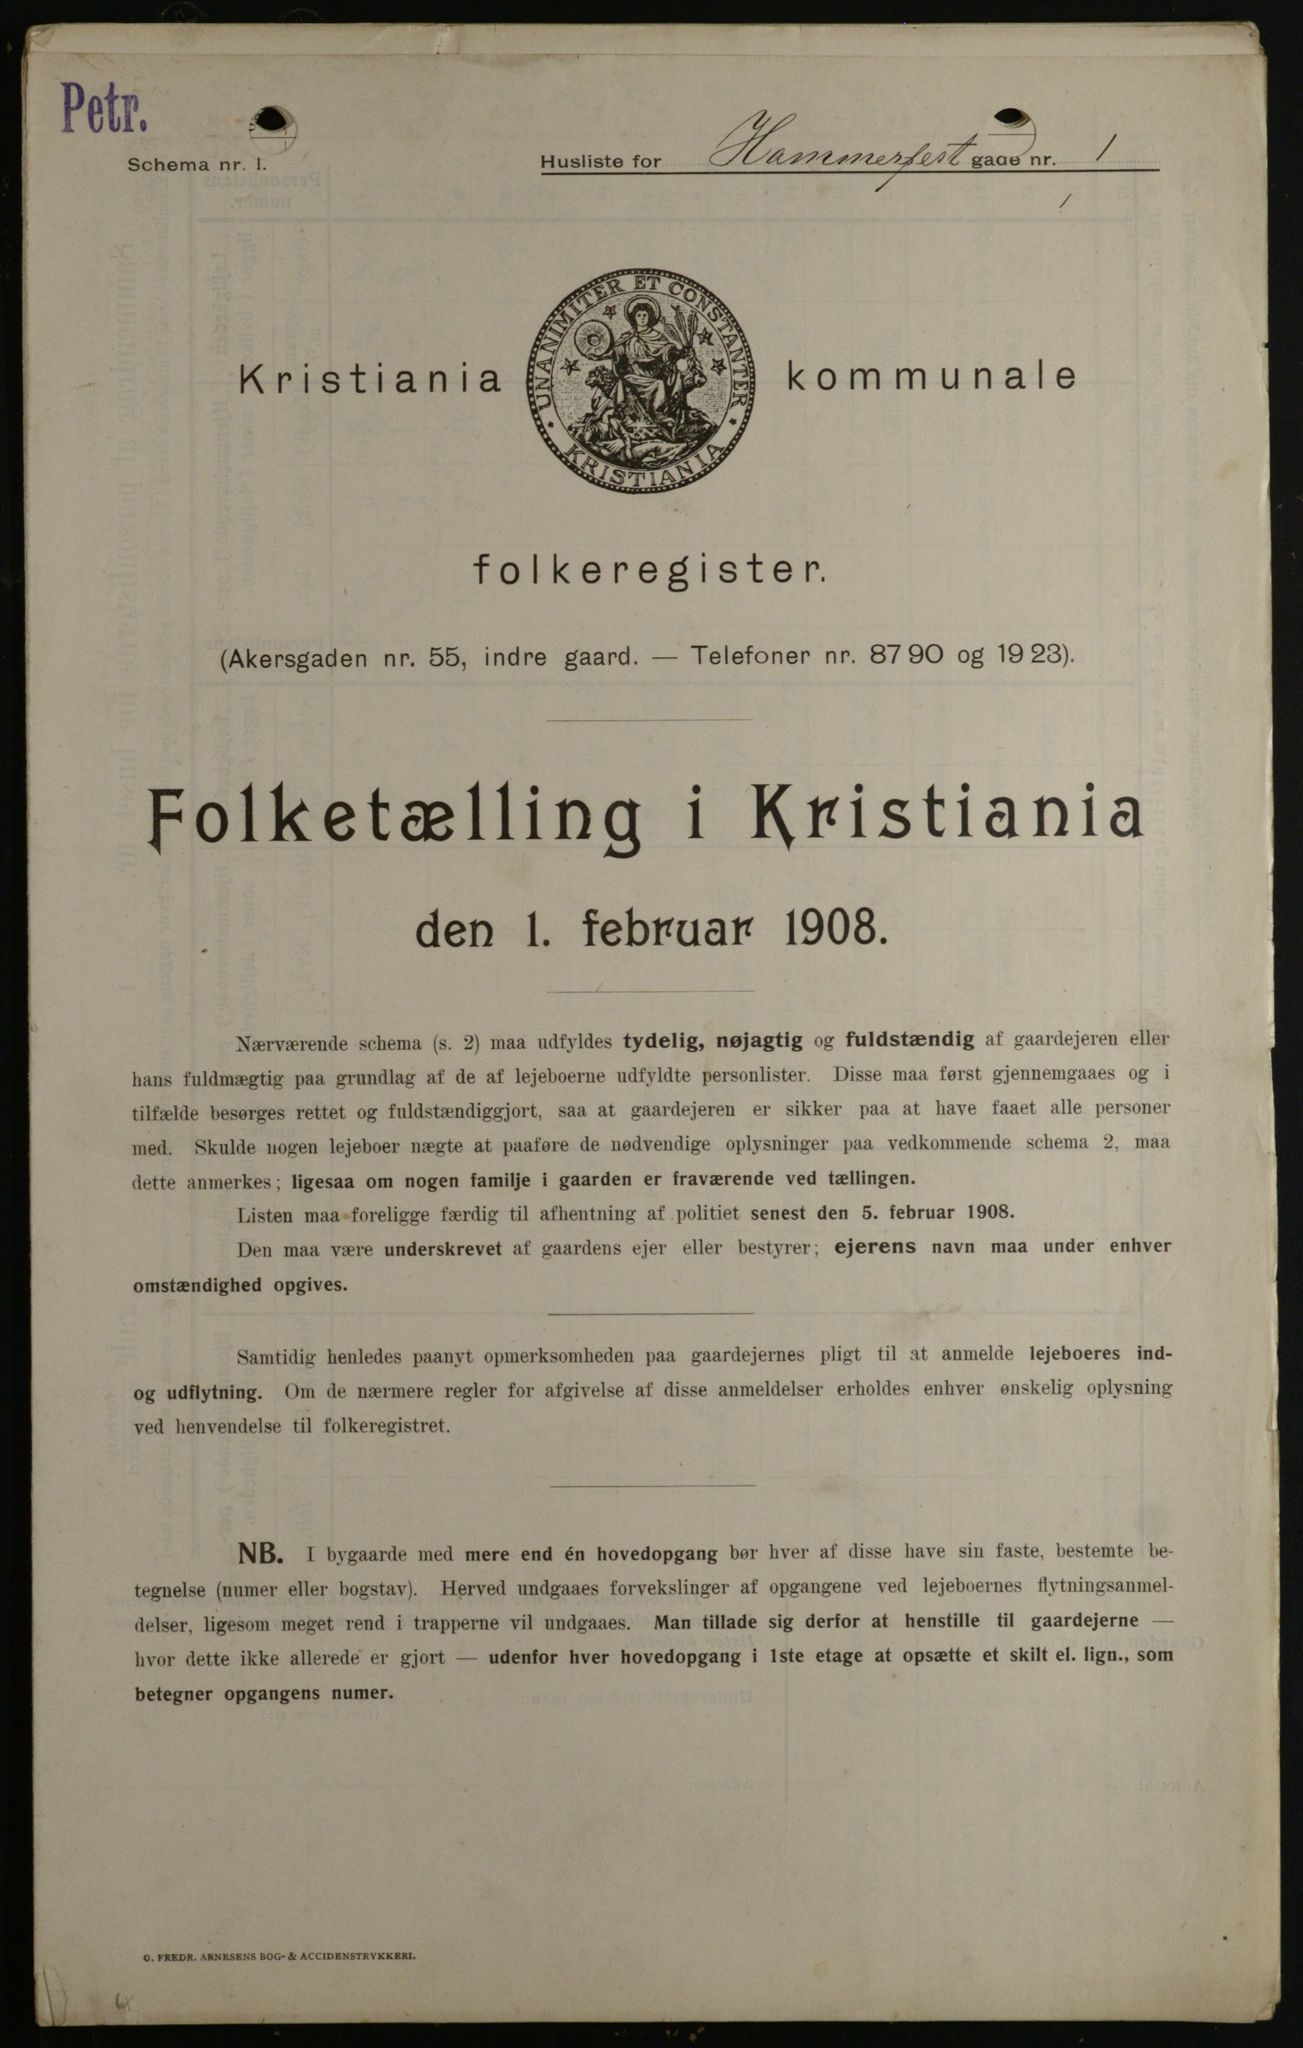 Petr.
Schema nr. 1.
Husliste for Hammerfest gade nr. 1
1
UNANIMITER ET CONSTANTER
KRISTIANIA
Kristiania kommunale
folkeregister.
(Akersgaden nr. 55, indre gaard. — Telefoner nr. 87 90 og 19 23).
Folketælling i Kristiania
den 1. februar 1908.
Nærværende schema (s. 2) maa udfyldes tydelig, nøjagtig og fuldstændig af gaardejeren eller
hans fuldmægtig paa grundlag af de af lejeboerne udfyldte personlister. Disse maa først gjennemgaaes og i
tilfælde besørges rettet og fuldstændiggjort, saa at gaardejeren er sikker paa at have faaet alle personer
med. Skulde nogen lejeboer nægte at paaføre de nødvendige oplysninger paa vedkommende schema 2, maa
dette anmerkes; ligesaa om nogen familje i gaarden er fraværende ved tællingen.
Listen maa foreligge færdig til afhentning af politiet senest den 5. februar 1908.
Den maa være underskrevet af gaardens ejer eller bestyrer; ejerens navn maa under enhver
omstændighed opgives.
Samtidig henledes paanyt opmerksomheden paa gaardejernes pligt til at anmelde lejeboeres ind-
og udflytning. Om de nærmere regler for afgivelse af disse anmeldelser erholdes enhver ønskelig oplysning
ved henvendelse til folkeregistret.
NB. I bygaarde med mere end én hovedopgang bør hver af disse have sin faste, bestemte be-
tegnelse (numer eller bogstav). Herved undgaaes forvekslinger af opgangene ved lejeboernes flytningsanmel-
delser, ligesom meget rend i trapperne vil undgaaes. Man tillade sig derfor at henstille til gaardejerne —
hvor dette ikke allerede er gjort — udenfor hver hovedopgang i 1ste etage at opsætte et skilt el. lign., som
betegner opgangens numer.
O. FREDR. ARNESENS BOG- & ACCIDENSTRYKKERI.